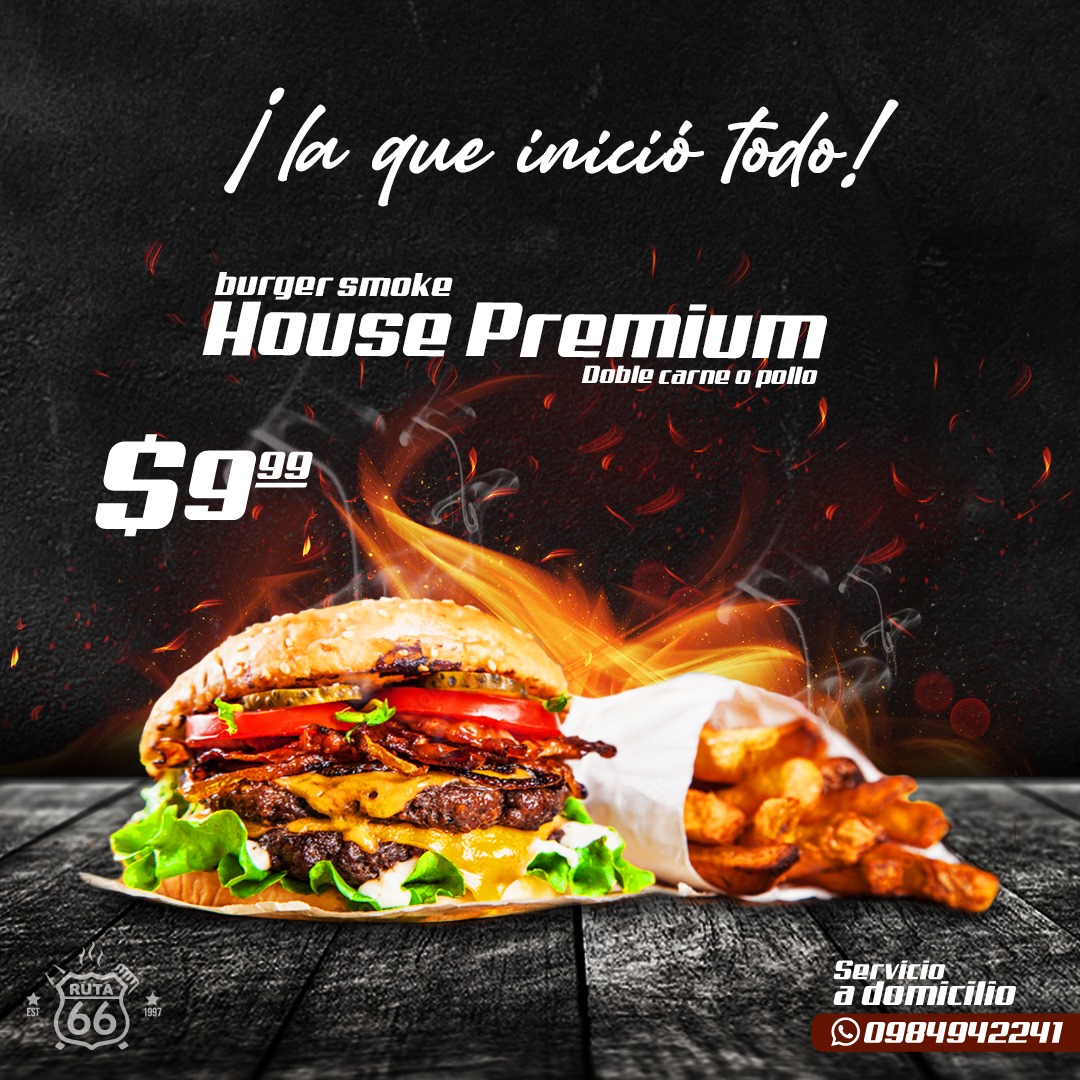 ¡la que inició todo!
burger smoke
House Premium
Doble carne o pollo
$9.99
RUTA
66
EST
1997
Servicio
a domicilio
0984942241